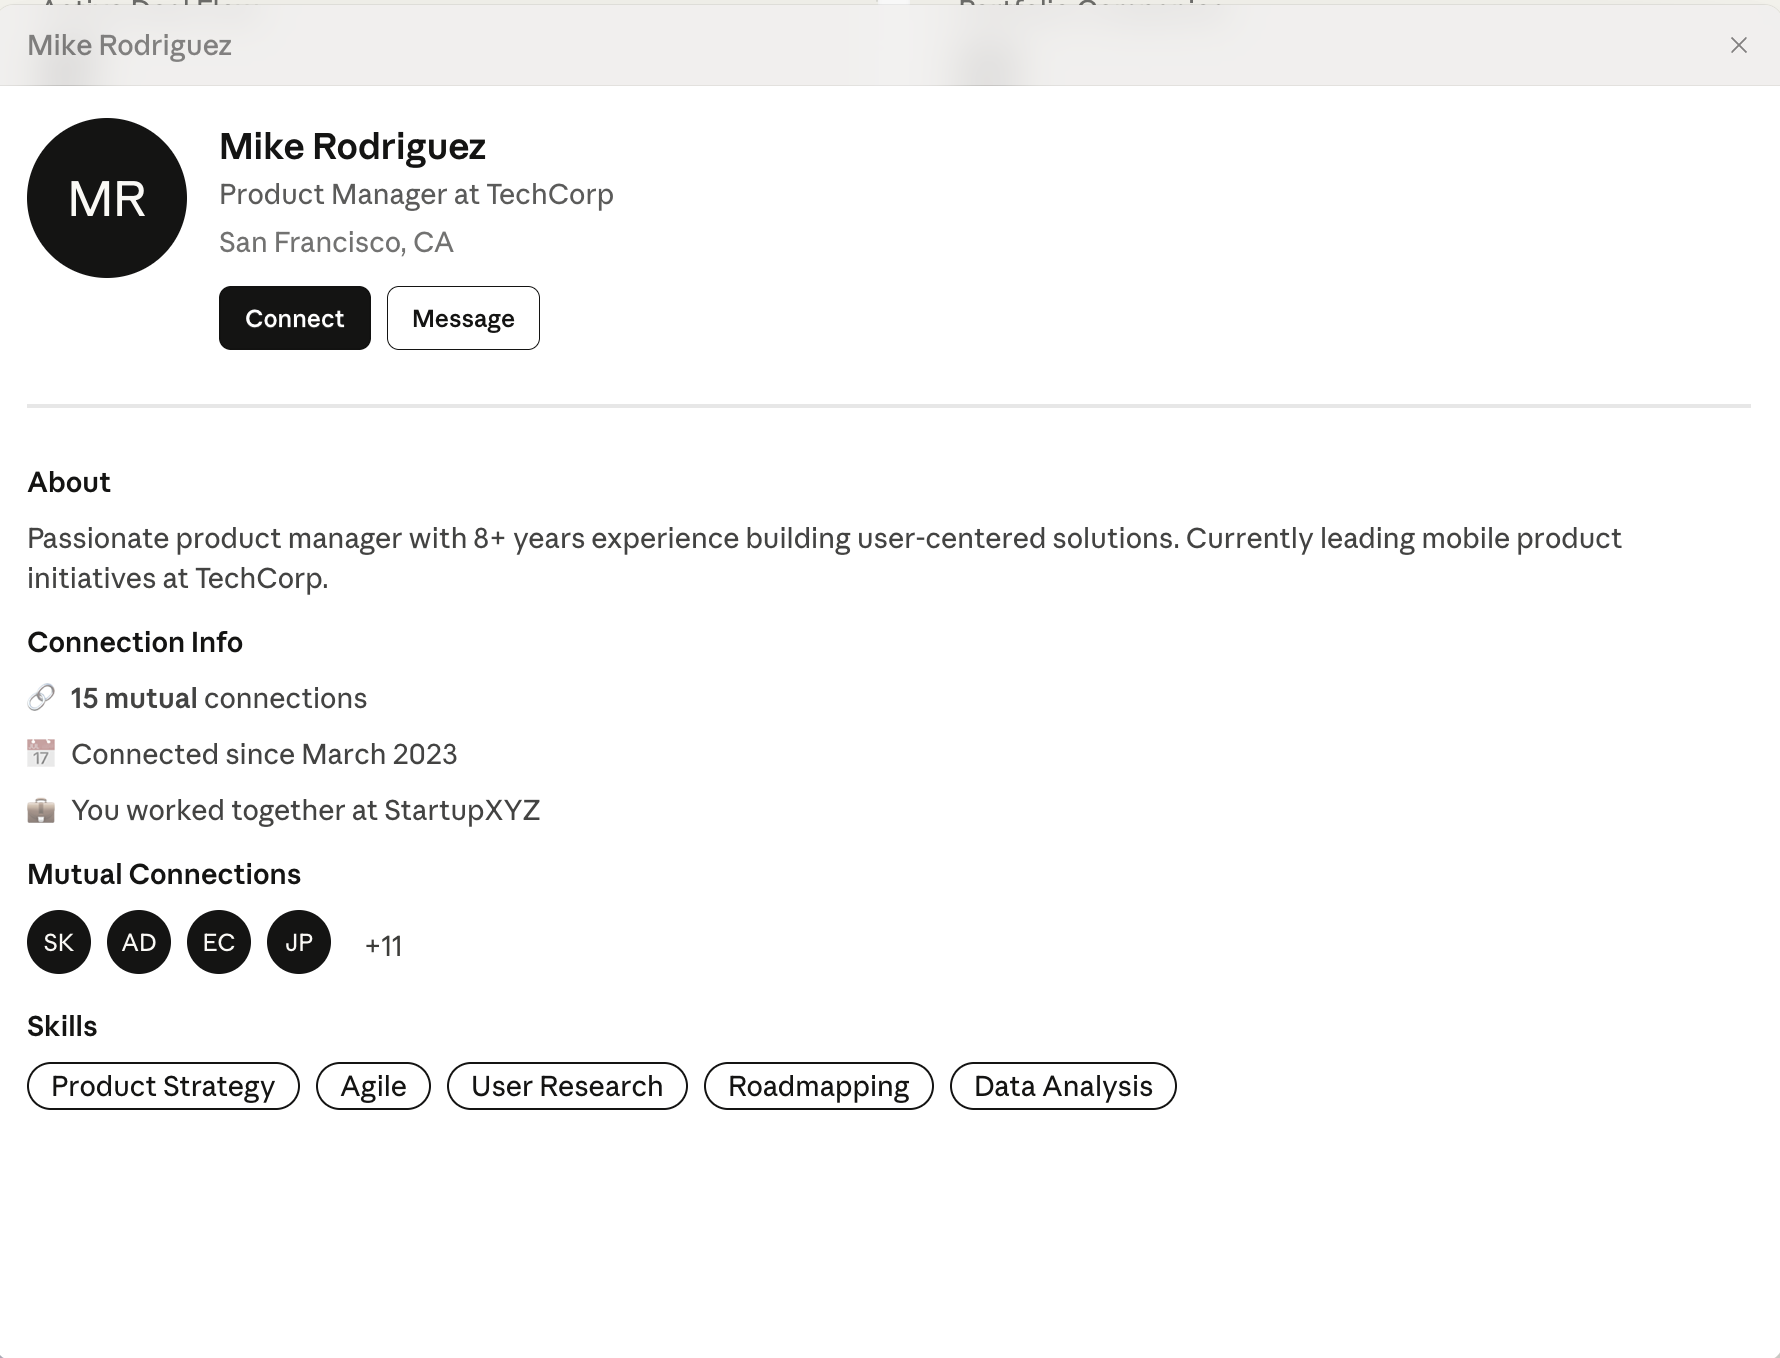 Mike Rodriguez
MR
Mike Rodriguez
Product Manager at TechCorp
San Francisco, CA
Connect
Message
About
Passionate product manager with 8+ years experience building user-centered solutions. Currently leading mobile product
initiatives at TechCorp.
Connection Info
15 mutual connections
17
Connected since March 2023
You worked together at StartupXYZ
Mutual Connections
SK AD EC JP +11
Skills
Product Strategy Agile User Research Roadmapping Data Analysis